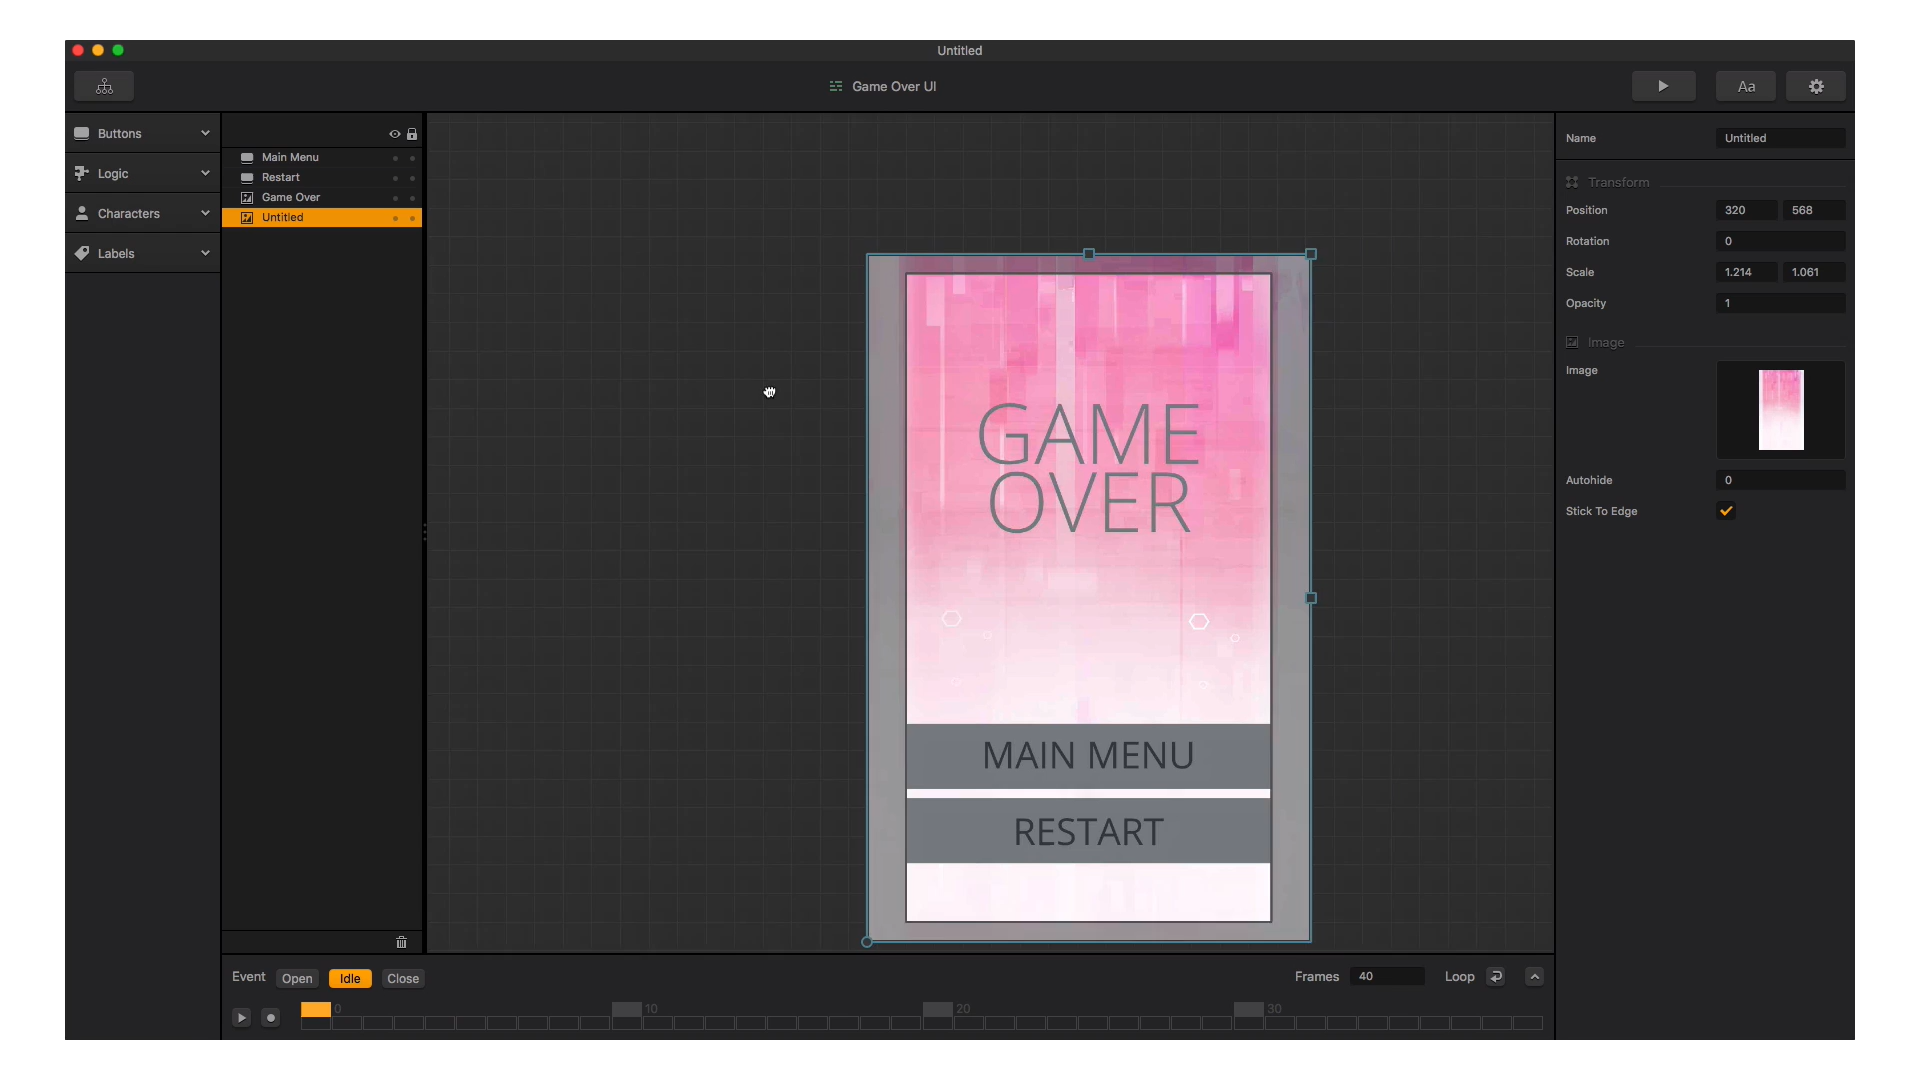 Untitled
Game Over UI
Aa
Buttons
Logic
Characters
Labels
Main Menu
Restart
Game Over
Untitled
GAME
OVER
MAIN MENU
RESTART
Name Untitled
Transform
Position 320 568
Rotation 0
Scale 1.214 1.061
Opacity 1
Image
Image
Autohide 0
Stick To Edge
Event Open Idle Close
Frames 40 Loop
0 10 20 30